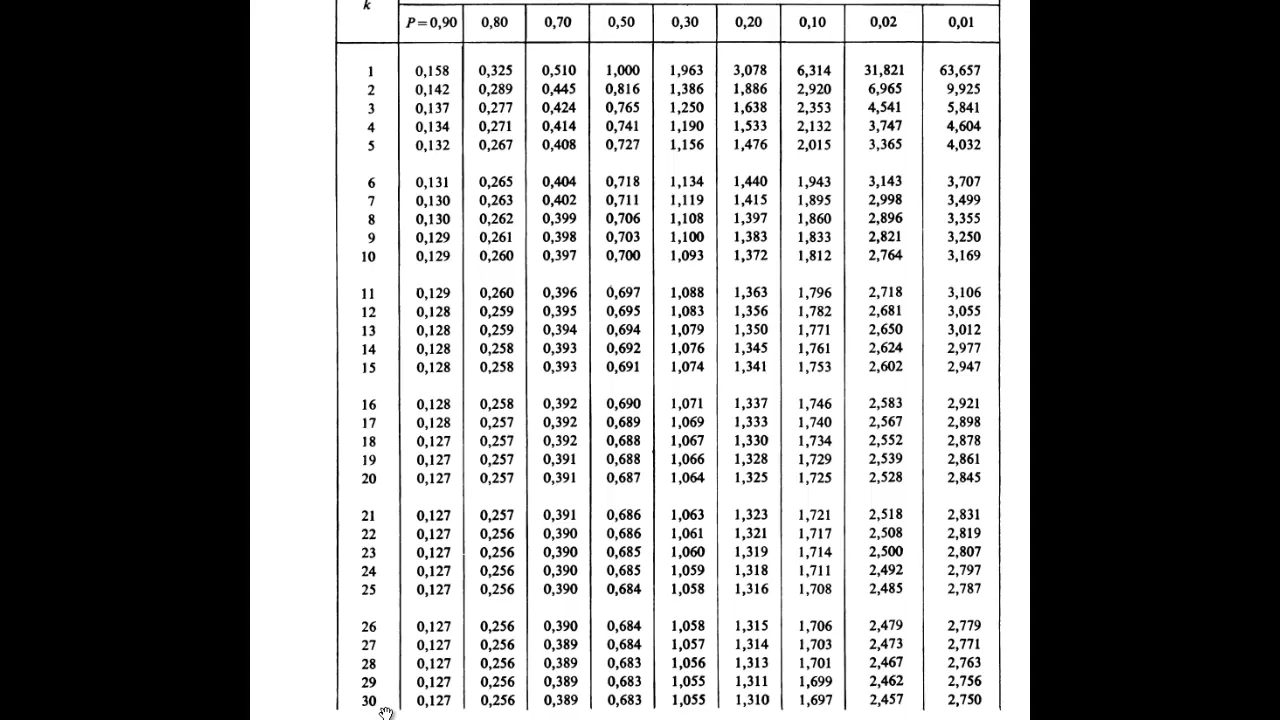 k
P=0,90 0,80 0,70 0,50 0,30 0,20 0,10 0,02 0,01
1 0,158 0,325 0,510 1,000 1,963 3,078 6,314 31,821 63,657
2 0,142 0,289 0,445 0,816 1,386 1,886 2,920 6,965 9,925
3 0,137 0,277 0,424 0,765 1,250 1,638 2,353 4,541 5,841
4 0,134 0,271 0,414 0,741 1,190 1,533 2,132 3,747 4,604
5 0,132 0,267 0,408 0,727 1,156 1,476 2,015 3,365 4,032
6 0,131 0,265 0,404 0,718 1,134 1,440 1,943 3,143 3,707
7 0,130 0,263 0,402 0,711 1,119 1,415 1,895 2,998 3,499
8 0,130 0,262 0,399 0,706 1,108 1,397 1,860 2,896 3,355
9 0,129 0,261 0,398 0,703 1,100 1,383 1,833 2,821 3,250
10 0,129 0,260 0,397 0,700 1,093 1,372 1,812 2,764 3,169
11 0,129 0,260 0,396 0,697 1,088 1,363 1,796 2,718 3,106
12 0,128 0,259 0,395 0,695 1,083 1,356 1,782 2,681 3,055
13 0,128 0,259 0,394 0,694 1,079 1,350 1,771 2,650 3,012
14 0,128 0,258 0,393 0,692 1,076 1,345 1,761 2,624 2,977
15 0,128 0,258 0,393 0,691 1,074 1,341 1,753 2,602 2,947
16 0,128 0,258 0,392 0,690 1,071 1,337 1,746 2,583 2,921
17 0,128 0,257 0,392 0,689 1,069 1,333 1,740 2,567 2,898
18 0,127 0,257 0,392 0,688 1,067 1,330 1,734 2,552 2,878
19 0,127 0,257 0,391 0,688 1,066 1,328 1,729 2,539 2,861
20 0,127 0,257 0,391 0,687 1,064 1,325 1,725 2,528 2,845
21 0,127 0,257 0,391 0,686 1,063 1,323 1,721 2,518 2,831
22 0,127 0,256 0,390 0,686 1,061 1,321 1,717 2,508 2,819
23 0,127 0,256 0,390 0,685 1,060 1,319 1,714 2,500 2,807
24 0,127 0,256 0,390 0,685 1,059 1,318 1,711 2,492 2,797
25 0,127 0,256 0,390 0,684 1,058 1,316 1,708 2,485 2,787
26 0,127 0,256 0,390 0,684 1,058 1,315 1,706 2,479 2,779
27 0,127 0,256 0,389 0,684 1,057 1,314 1,703 2,473 2,771
28 0,127 0,256 0,389 0,683 1,056 1,313 1,701 2,467 2,763
29 0,127 0,256 0,389 0,683 1,055 1,311 1,699 2,462 2,756
30 0,127 0,256 0,389 0,683 1,055 1,310 1,697 2,457 2,750